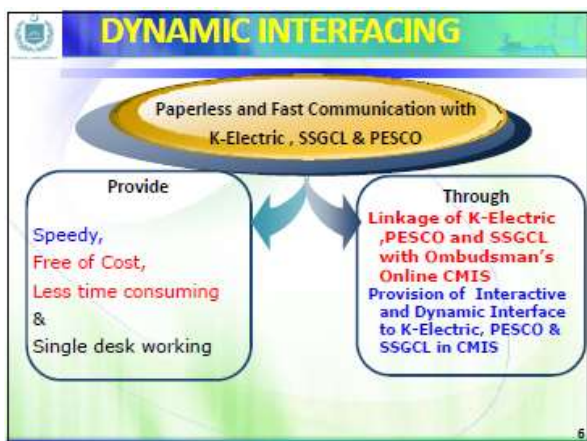 DYNAMIC INTERFACING
Paperless and Fast Communication with
K-Electric , SSGCL & PESCO
Provide
Speedy,
Free of Cost,
Less time consuming
&
Single desk working
Through
Linkage of K-Electric
,PESCO and SSGCL
with Ombudsman's
Online CMIS
Provision of Interactive
and Dynamic Interface
to K-Electric, PESCO &
SSGCL in CMIS
6